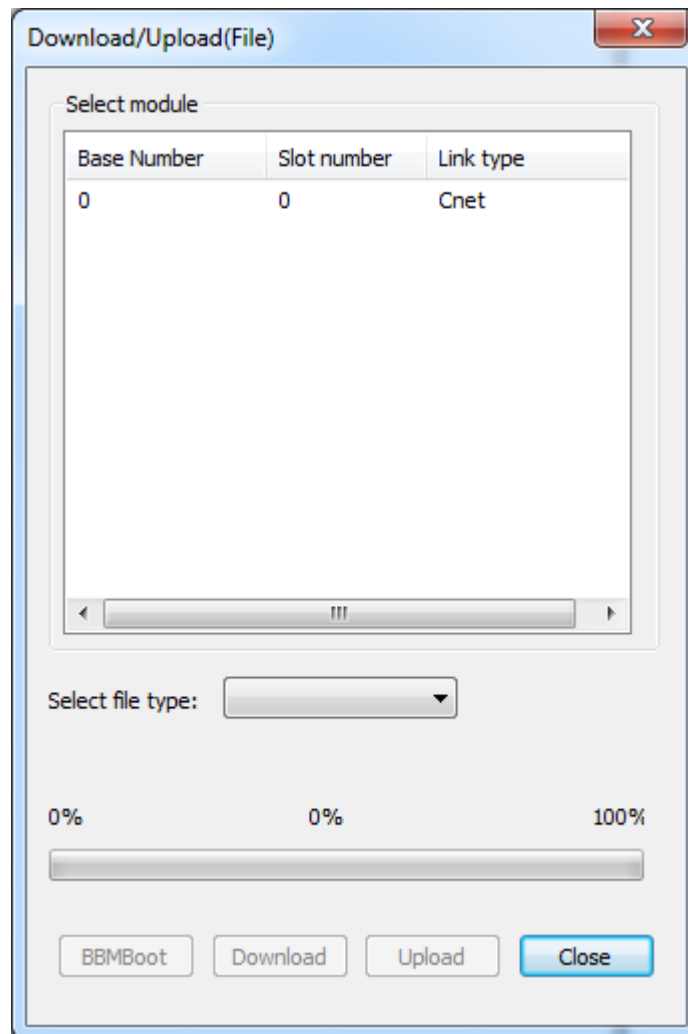 Download/Upload(File)
Select module
Base Number Slot number Link type
0 0 Cnet
Select file type:
0% 0% 100%
BBMBoot Download Upload Close